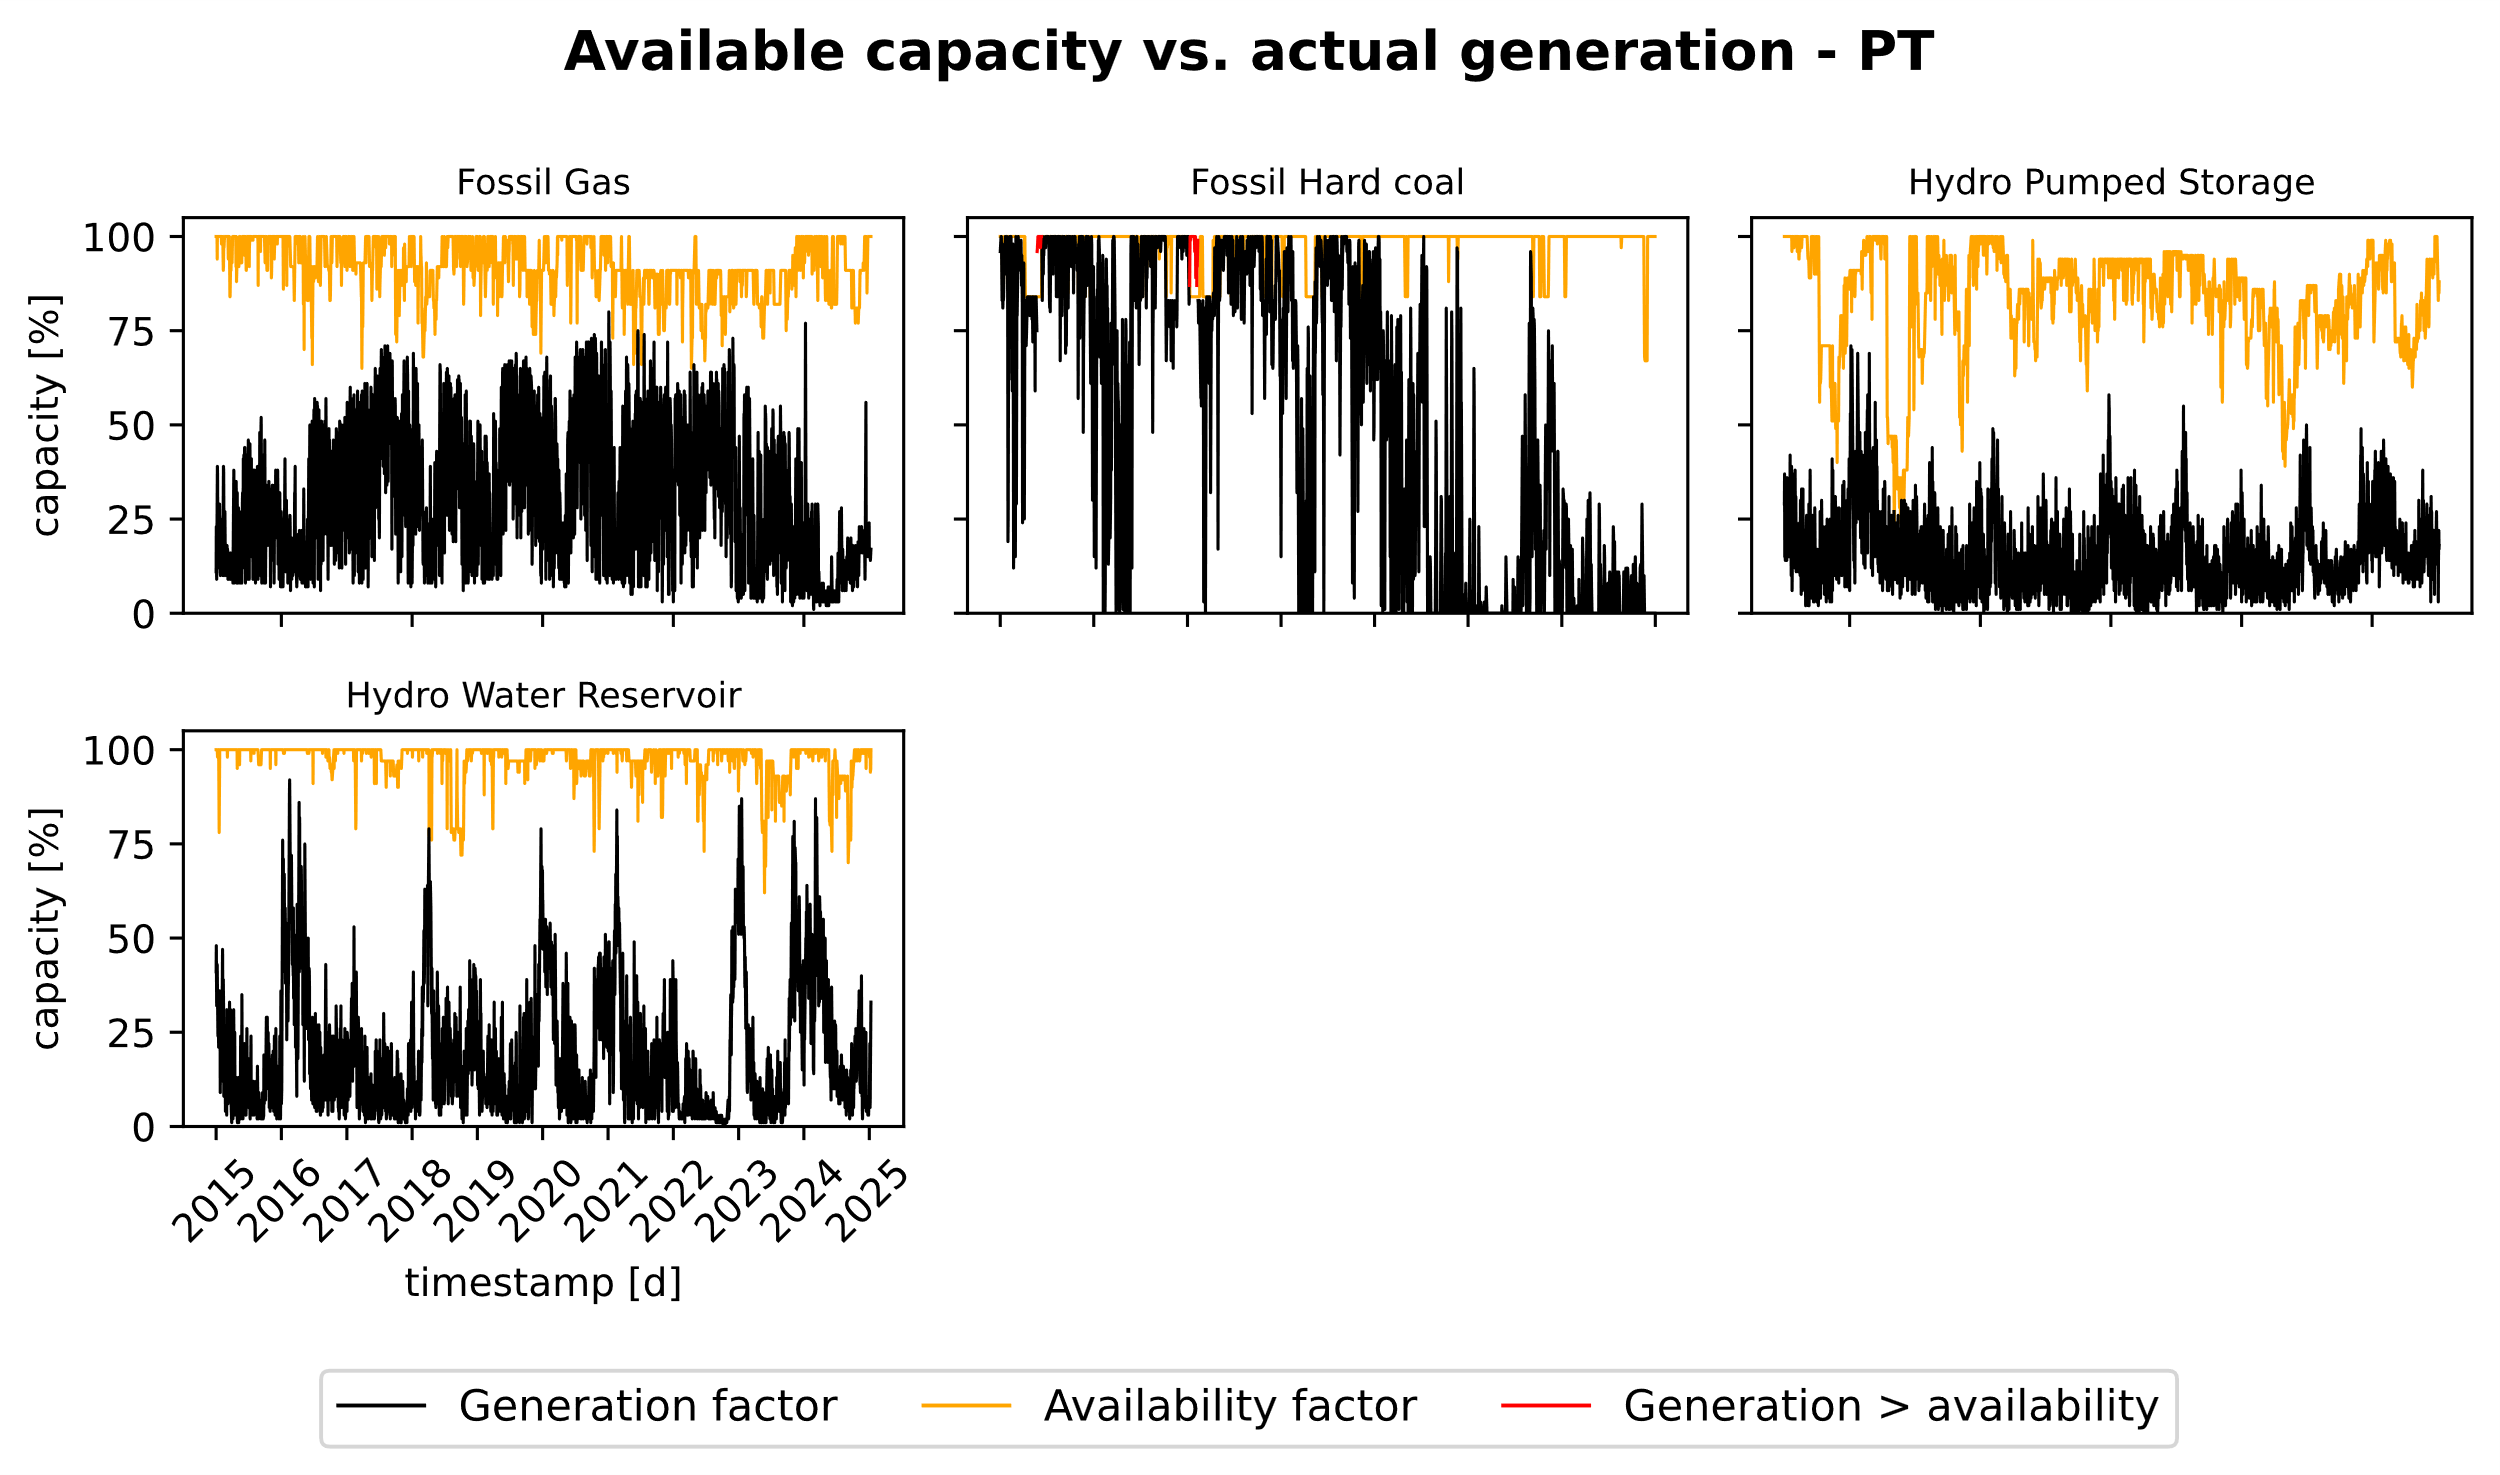 Available capacity vs. actual generation - PT
Fossil Gas
Fossil Hard coal
Hydro Pumped Storage
capacity [%]
100
75
50
25
0
Hydro Water Reservoir
capacity [%]
100
75
50
25
0
2015 2016 2017 2018 2019 2020 2021 2022 2023 2024 2025
timestamp [d]
Generation factor Availability factor Generation > availability